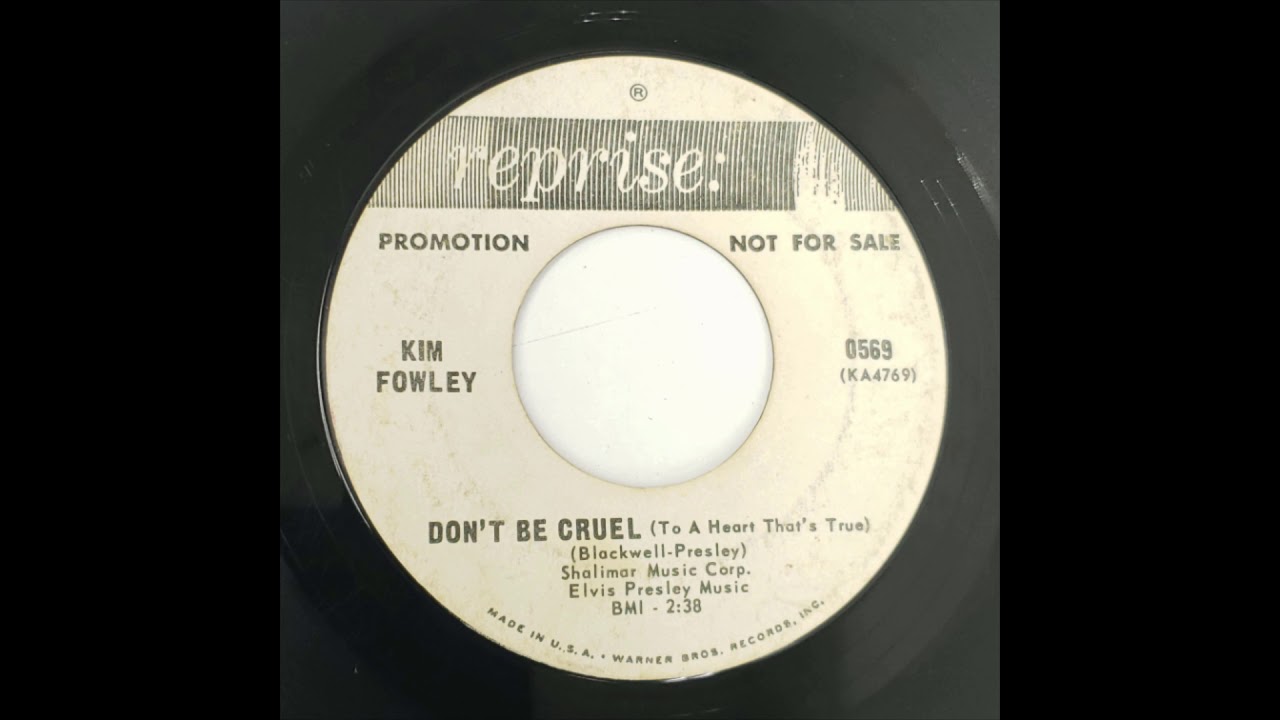 ®
reprise:
PROMOTION NOT FOR SALE
KIM
FOWLEY
0569
(KA4769)
DON'T BE CRUEL (To A Heart That's True)
(Blackwell-Presley)
Shalimar Music Corp.
Elvis Presley Music
BMI - 2:38
MADE IN U.S.A. • WARNER BROS. RECORDS, INC.